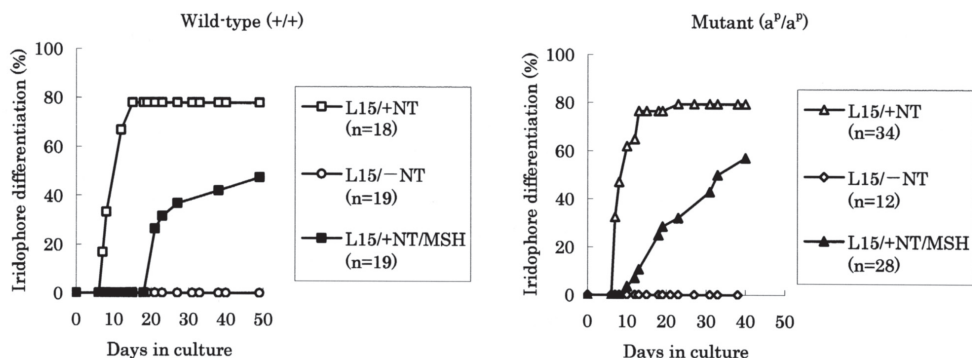 Wild-type (+/+)
Iridophore differentiation (%)
100
80
60
40
20
0
0 10 20 30 40 50
Days in culture
L15/+NT
(n=18)
L15/−NT
(n=19)
L15/+NT/MSH
(n=19)
Mutant (aᵖ/aᵖ)
Iridophore differentiation (%)
100
80
60
40
20
0
0 10 20 30 40 50
Days in culture
L15/+NT
(n=34)
L15/−NT
(n=12)
L15/+NT/MSH
(n=28)